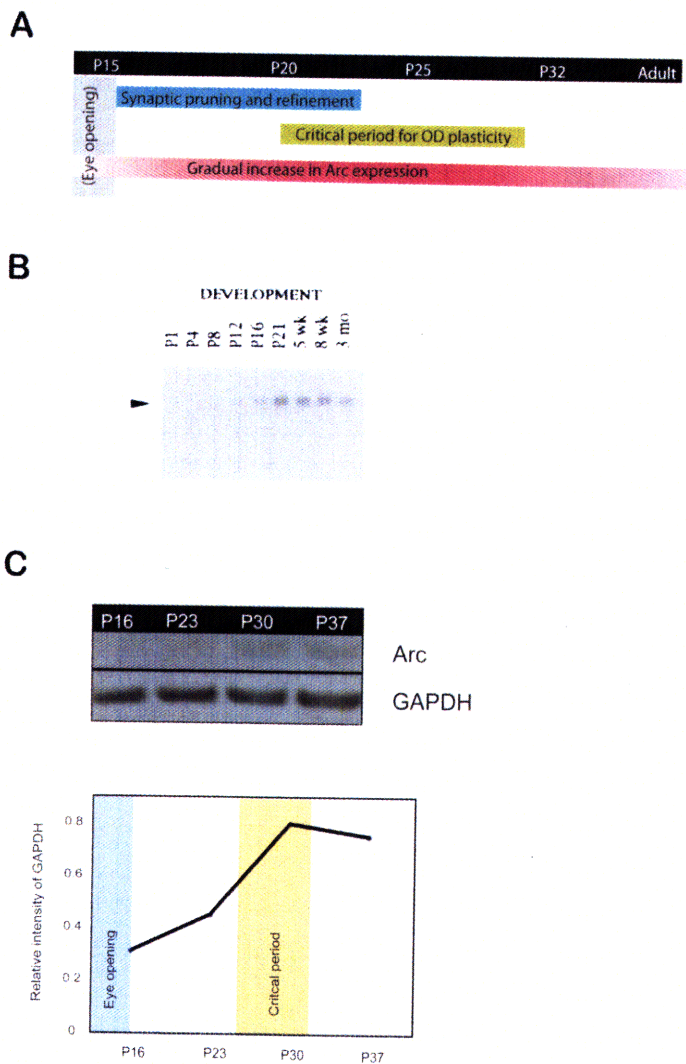 A
P15 P20 P25 P32 Adult
(Eye opening)
Synaptic pruning and refinement
Critical period for OD plasticity
Gradual increase in Arc expression
B
DEVELOPMENT
P1 P4 P8 P12 P16 P21 5 wk 8 wk 3 mo
C
P16 P23 P30 P37
Arc
GAPDH
Relative intensity of GAPDH
0.8
0.6
0.4
0.2
0
Eye opening
Critcal period
P16 P23 P30 P37